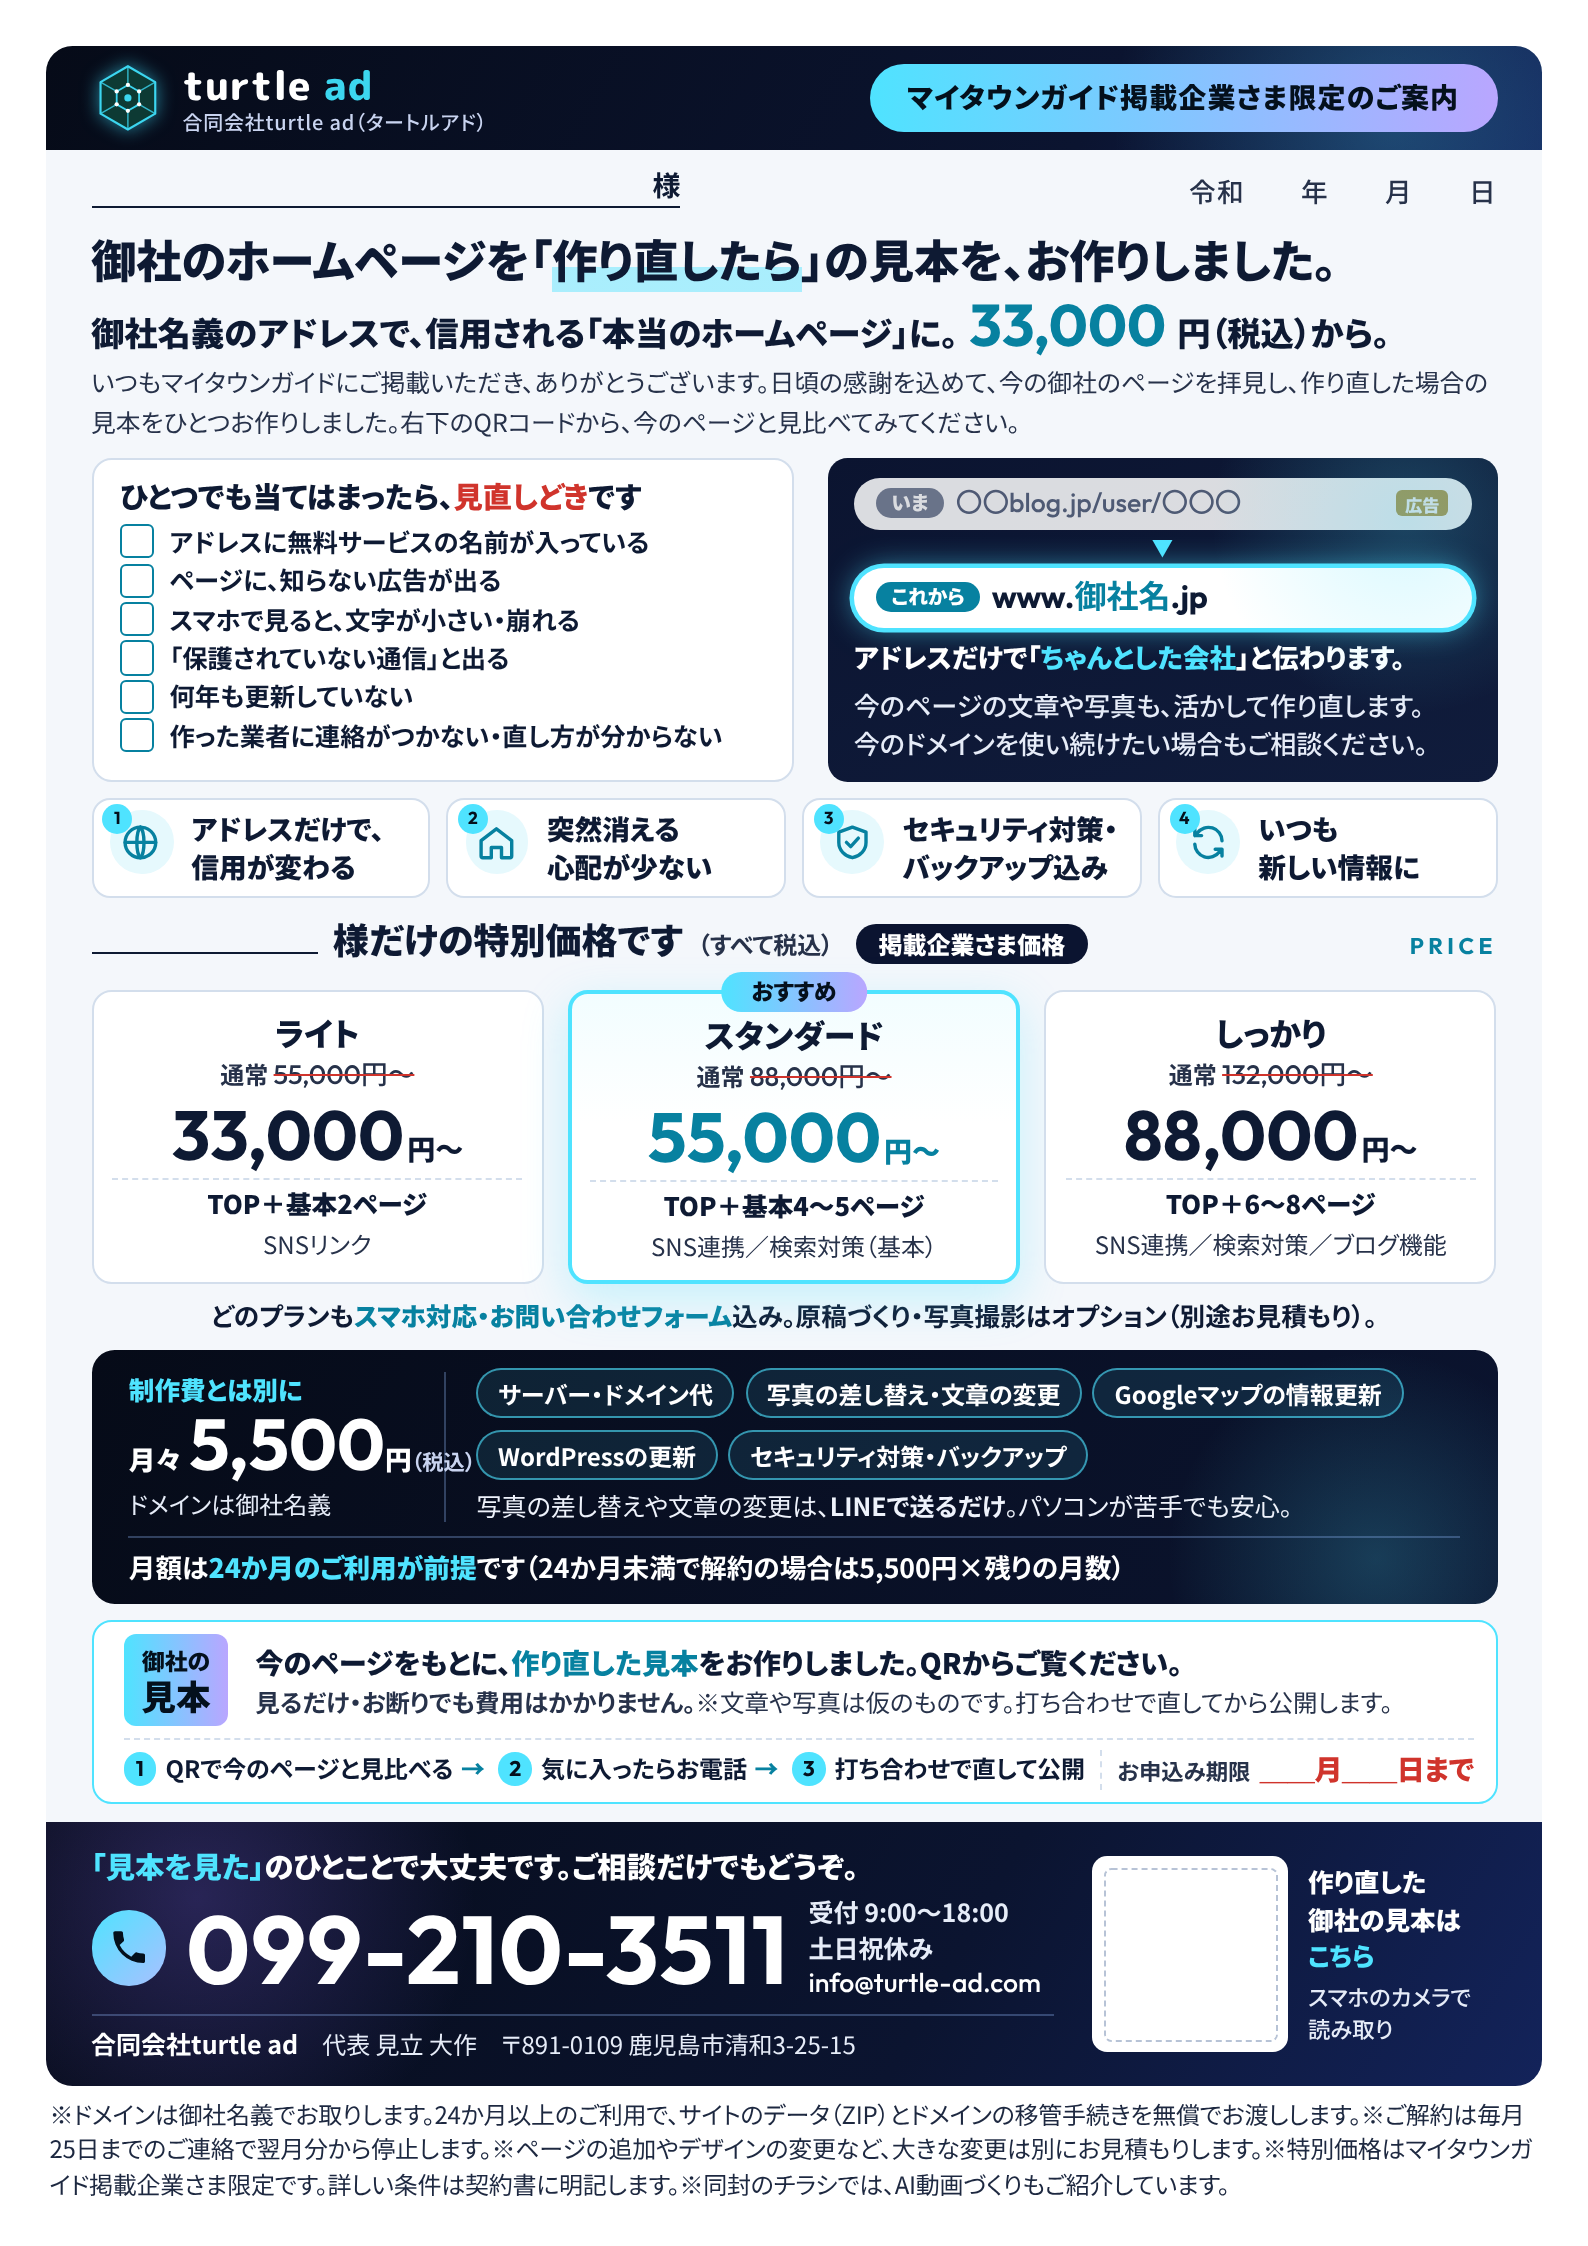 turtle ad
合同会社turtle ad（タートルアド）
マイタウンガイド掲載企業さま限定のご案内
様
令和　年　月　日
御社のホームページを「作り直したら」の見本を、お作りしました。
御社名義のアドレスで、信用される「本当のホームページ」に。33,000 円（税込）から。
いつもマイタウンガイドにご掲載いただき、ありがとうございます。日頃の感謝を込めて、今の御社のページを拝見し、作り直した場合の
見本をひとつお作りしました。右下のQRコードから、今のページと見比べてみてください。
ひとつでも当てはまったら、見直しどきです
アドレスに無料サービスの名前が入っている
ページに、知らない広告が出る
スマホで見ると、文字が小さい・崩れる
「保護されていない通信」と出る
何年も更新していない
作った業者に連絡がつかない・直し方が分からない
いま 〇〇blog.jp/user/〇〇〇 広告
▼
これから www.御社名.jp
アドレスだけで「ちゃんとした会社」と伝わります。
今のページの文章や写真も、活かして作り直します。
今のドメインを使い続けたい場合もご相談ください。
1 アドレスだけで、
信用が変わる
2 突然消える
心配が少ない
3 セキュリティ対策・
バックアップ込み
4 いつも
新しい情報に
様だけの特別価格です（すべて税込） 掲載企業さま価格 PRICE
ライト
通常 55,000円〜
33,000円〜
TOP＋基本2ページ
SNSリンク
おすすめ
スタンダード
通常 88,000円〜
55,000円〜
TOP＋基本4〜5ページ
SNS連携／検索対策（基本）
しっかり
通常 132,000円〜
88,000円〜
TOP＋6〜8ページ
SNS連携／検索対策／ブログ機能
どのプランもスマホ対応・お問い合わせフォーム込み。原稿づくり・写真撮影はオプション（別途お見積もり）。
制作費とは別に
月々 5,500円（税込）
ドメインは御社名義
サーバー・ドメイン代 写真の差し替え・文章の変更 Googleマップの情報更新
WordPressの更新 セキュリティ対策・バックアップ
写真の差し替えや文章の変更は、LINEで送るだけ。パソコンが苦手でも安心。
月額は24か月のご利用が前提です（24か月未満で解約の場合は5,500円×残りの月数）
御社の
見本
今のページをもとに、作り直した見本をお作りしました。QRからご覧ください。
見るだけ・お断りでも費用はかかりません。※文章や写真は仮のものです。打ち合わせで直してから公開します。
1 QRで今のページと見比べる → 2 気に入ったらお電話 → 3 打ち合わせで直して公開 お申込み期限 ____月____日まで
「見本を見た」のひとことで大丈夫です。ご相談だけでもどうぞ。
099-210-3511
受付 9:00〜18:00
土日祝休み
info@turtle-ad.com
合同会社turtle ad 代表 見立 大作 〒891-0109 鹿児島市清和3-25-15
作り直した
御社の見本は
こちら
スマホのカメラで
読み取り
※ドメインは御社名義でお取りします。24か月以上のご利用で、サイトのデータ（ZIP）とドメインの移管手続きを無償でお渡しします。※ご解約は毎月
25日までのご連絡で翌月分から停止します。※ページの追加やデザインの変更など、大きな変更は別にお見積もりします。※特別価格はマイタウンガ
イド掲載企業さま限定です。詳しい条件は契約書に明記します。※同封のチラシでは、AI動画づくりもご紹介しています。